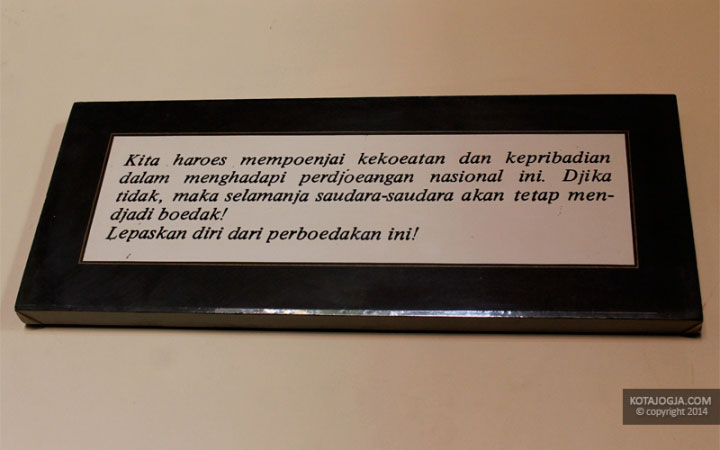 Kita haroes mempoenjai kekoeatan dan kepribadian
dalam menghadapi perdjoeangan nasional ini. Djika
tidak, maka selamanja saudara-saudara akan tetap men-
djadi boedak!
Lepaskan diri dari perboedakan ini!
KOTAJOGJA.COM
© copyright 2014